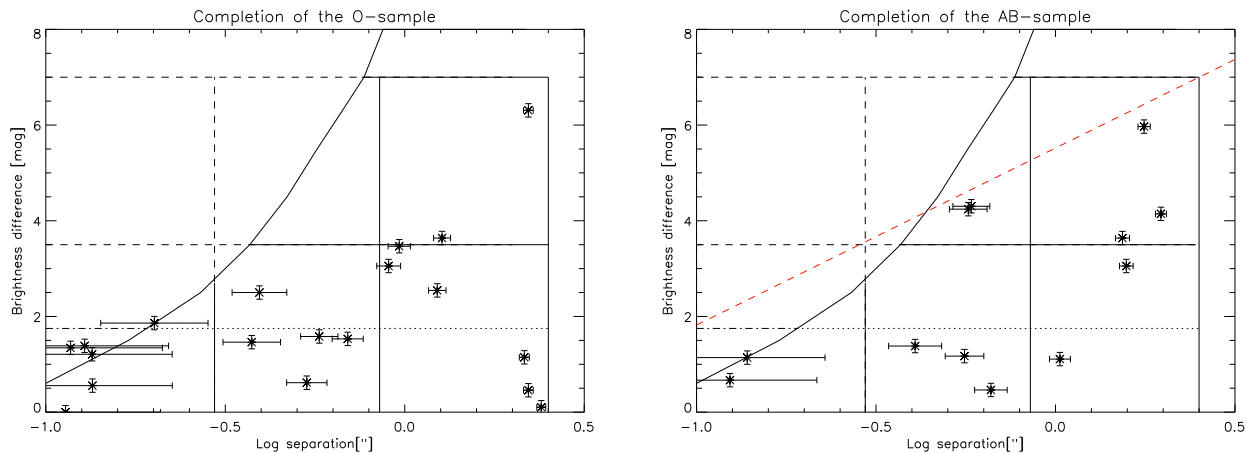 Completion of the O-sample
8
6
4
2
0
Brightness difference [mag]
-1.0 -0.5 0.0 0.5
Log separation["]
Completion of the AB-sample
8
6
4
2
0
Brightness difference [mag]
-1.0 -0.5 0.0 0.5
Log separation["]